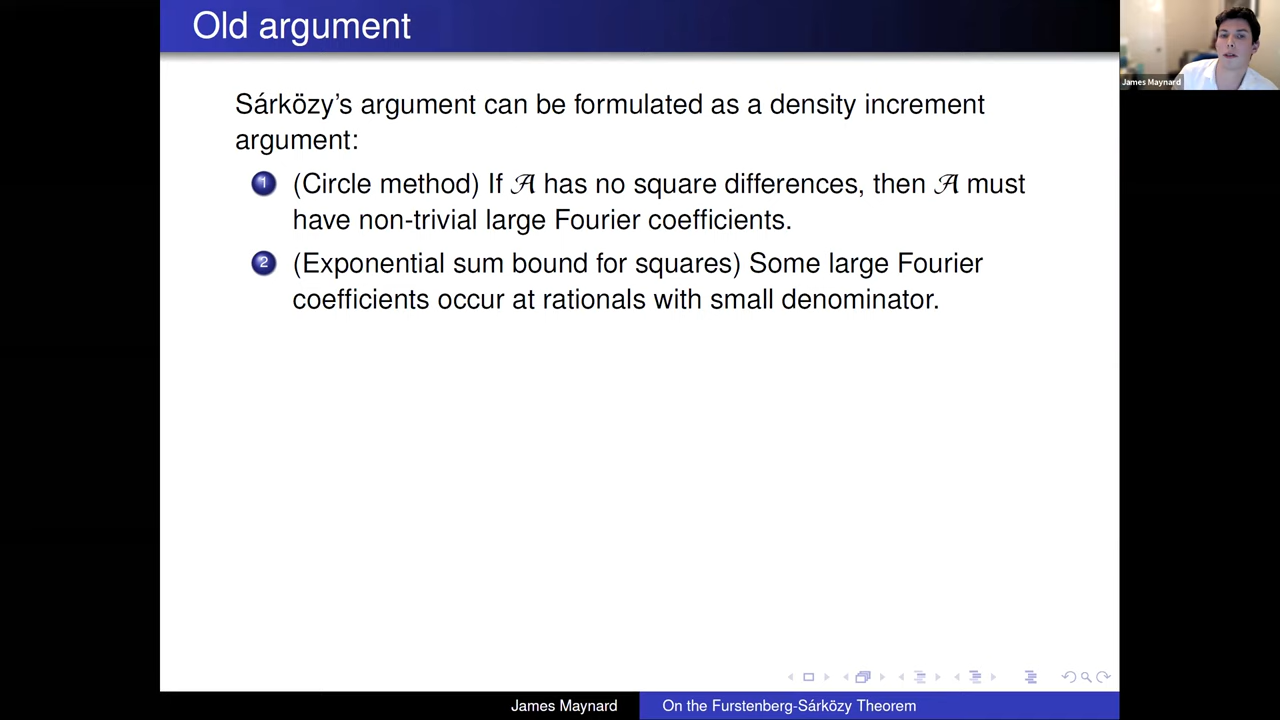 Old argument
James Maynard
Sárközy's argument can be formulated as a density increment
argument:
1 (Circle method) If 𝒜 has no square differences, then 𝒜 must
have non-trivial large Fourier coefficients.
2 (Exponential sum bound for squares) Some large Fourier
coefficients occur at rationals with small denominator.
James Maynard On the Furstenberg-Sárközy Theorem